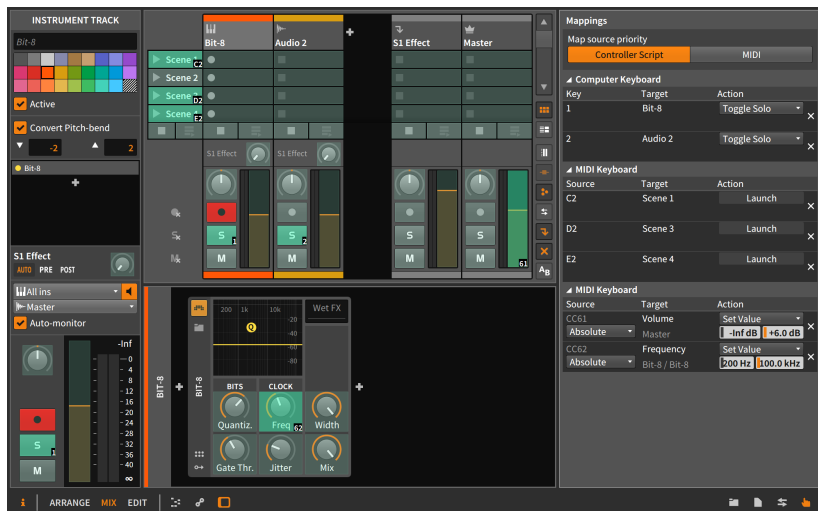 INSTRUMENT TRACK
Bit-8
Active
Convert Pitch-bend
-2
2
Bit-8
S1 Effect
AUTO PRE POST
All ins
Master
Auto-monitor
-Inf
0
4
8
12
16
20
24
28
32
36
40
∞
S 1
M
Bit-8
Audio 2
S1 Effect
Master
Scene C2
Scene 2
Scene D2
Scene E2
S1 Effect
S1 Effect
S 1
S 2
S
S
M
M
M
M 61
AB
BIT-8
BIT-8
200 1k 10k
-20
-40
-60
-80
Q
Wet FX
BITS
CLOCK
Quantiz.
Freq 62
Width
Gate Thr.
Jitter
Mix
Mappings
Map source priority
Controller Script
MIDI
Computer Keyboard
Key Target Action
1 Bit-8 Toggle Solo
2 Audio 2 Toggle Solo
MIDI Keyboard
Source Target Action
C2 Scene 1 Launch
D2 Scene 3 Launch
E2 Scene 4 Launch
MIDI Keyboard
Source Target Action
CC61 Volume Set Value
Absolute Master -Inf dB +6.0 dB
CC62 Frequency Set Value
Absolute Bit-8 / Bit-8 200 Hz 100.0 kHz
i ARRANGE MIX EDIT